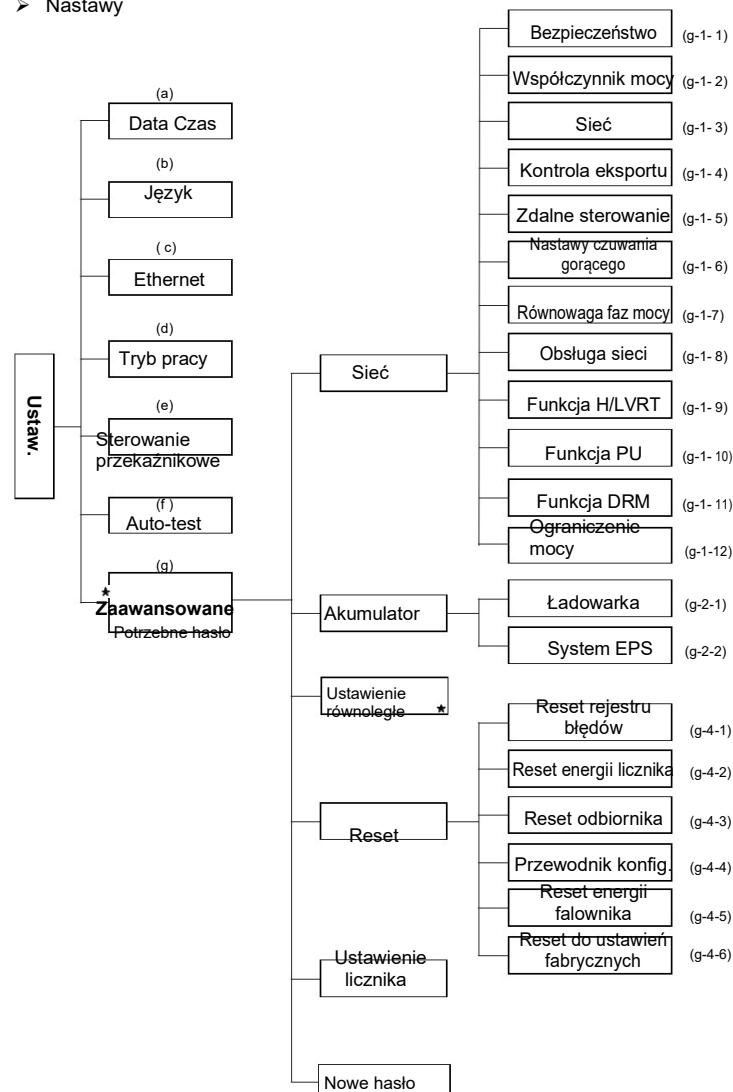 ➢ Nastawy
Ustaw.
(a)
Data Czas
(b)
Język
( c)
Ethernet
(d)
Tryb pracy
(e)
Sterowanie
przekaźnikowe
(f )
Auto-test
(g)
★
Zaawansowane
Potrzebne hasło
Sieć
Akumulator
Ustawienie
równoległe ★
Reset
Ustawienie
licznika
Nowe hasło
Bezpieczeństwo (g-1- 1)
Współczynnik mocy (g-1- 2)
Sieć (g-1- 3)
Kontrola eksportu (g-1- 4)
Zdalne sterowanie (g-1- 5)
Nastawy czuwania
gorącego (g-1- 6)
Równowaga faz mocy (g-1-7)
Obsługa sieci (g-1- 8)
Funkcja H/LVRT (g-1- 9)
Funkcja PU (g-1- 10)
Funkcja DRM (g-1- 11)
Ograniczenie
mocy (g-1-12)
Ładowarka (g-2-1)
System EPS (g-2-2)
Reset rejestru
błędów (g-4-1)
Reset energii licznika (g-4-2)
Reset odbiornika (g-4-3)
Przewodnik konfig. (g-4-4)
Reset energii
falownika (g-4-5)
Reset do ustawień
fabrycznych (g-4-6)